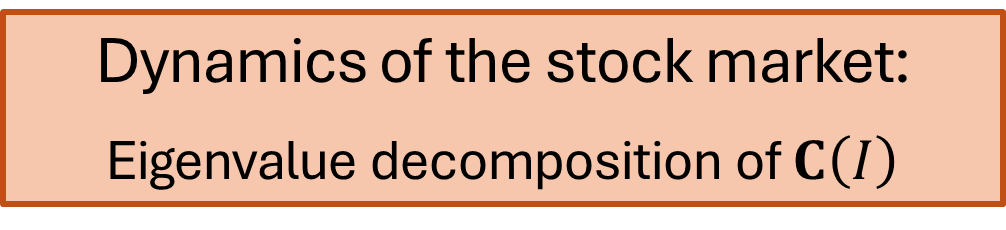 Dynamics of the stock market:
Eigenvalue decomposition of C(I)